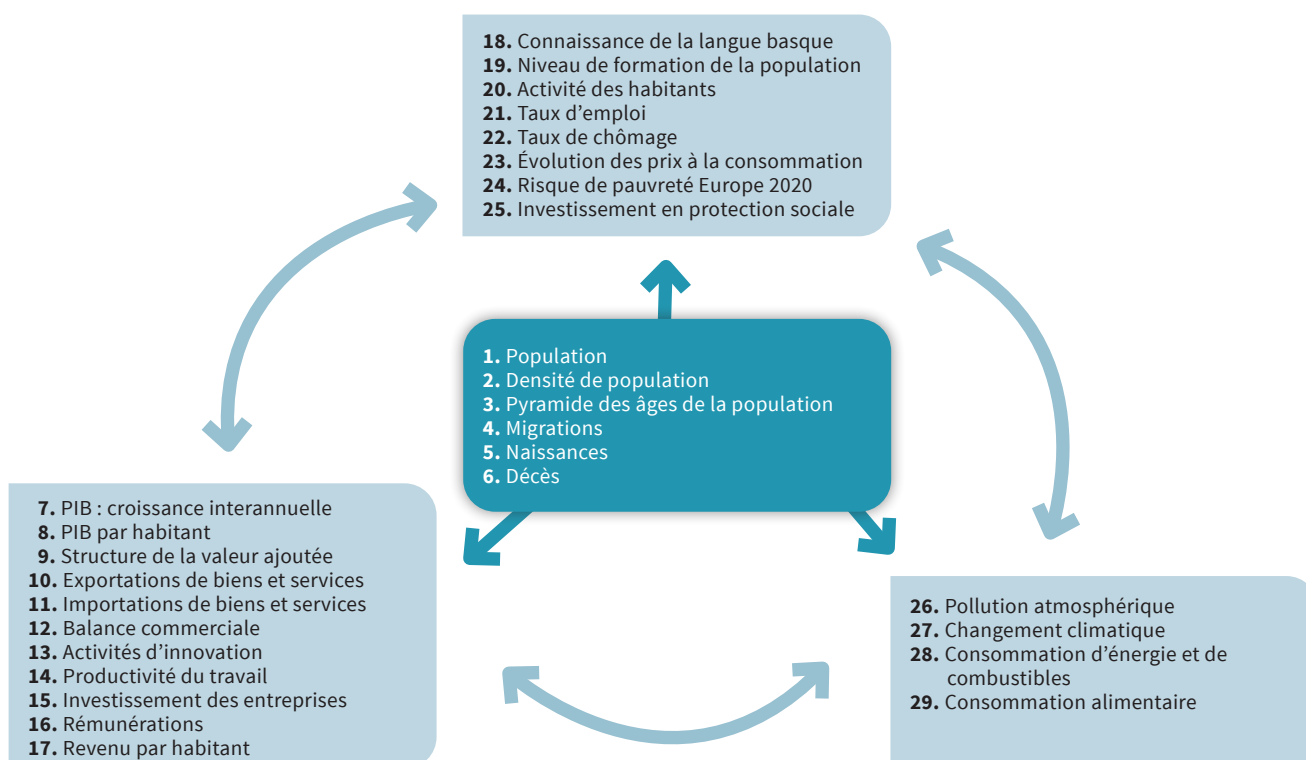 18. Connaissance de la langue basque
19. Niveau de formation de la population
20. Activité des habitants
21. Taux d'emploi
22. Taux de chômage
23. Évolution des prix à la consommation
24. Risque de pauvreté Europe 2020
25. Investissement en protection sociale
1. Population
2. Densité de population
3. Pyramide des âges de la population
4. Migrations
5. Naissances
6. Décès
7. PIB : croissance interannuelle
8. PIB par habitant
9. Structure de la valeur ajoutée
10. Exportations de biens et services
11. Importations de biens et services
12. Balance commerciale
13. Activités d'innovation
14. Productivité du travail
15. Investissement des entreprises
16. Rémunérations
17. Revenu par habitant
26. Pollution atmosphérique
27. Changement climatique
28. Consommation d'énergie et de
combustibles
29. Consommation alimentaire